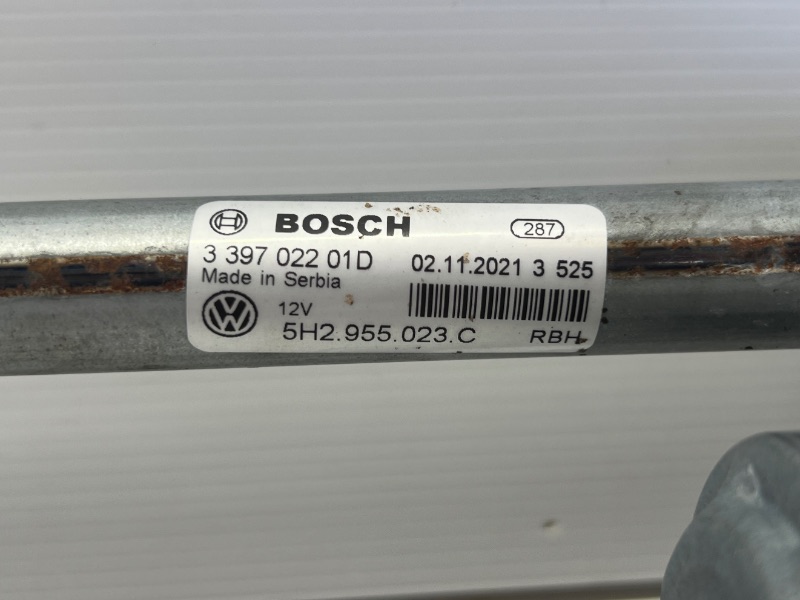 BOSCH 287
3 397 022 01D 02.11.2021 3 525
Made in Serbia
12V
5H2.955.023.C RBH